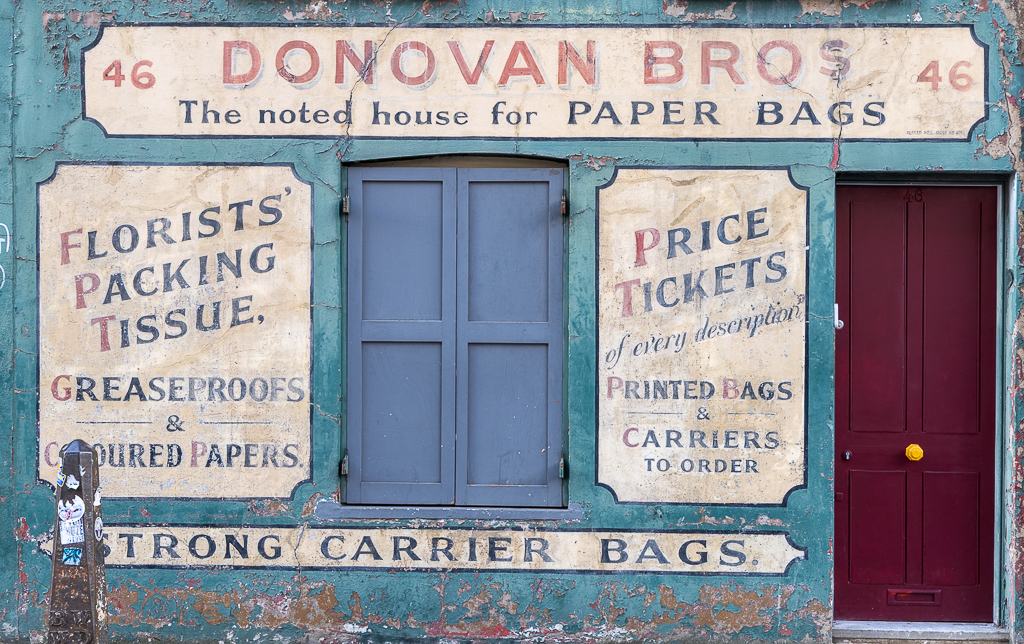 46 DONOVAN BROS 46
The noted house for PAPER BAGS
FLORISTS'
PACKING
TISSUE,
GREASEPROOFS
&
COLOURED PAPERS.
PRICE
TICKETS
of every description
PRINTED BAGS
&
CARRIERS
TO ORDER
46
STRONG CARRIER BAGS.